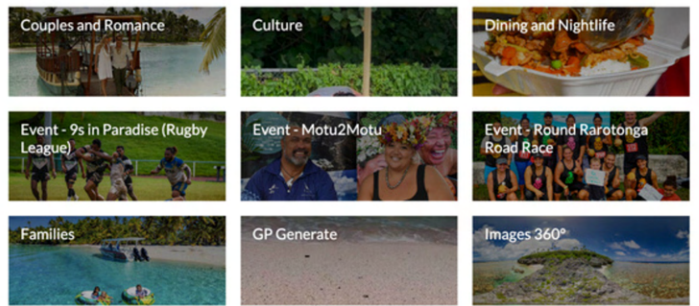 Couples and Romance
Culture
Dining and Nightlife
Event - 9s in Paradise (Rugby
League)
Event - Motu2Motu
Event - Round Rarotonga
Road Race
Families
GP Generate
Images 360°